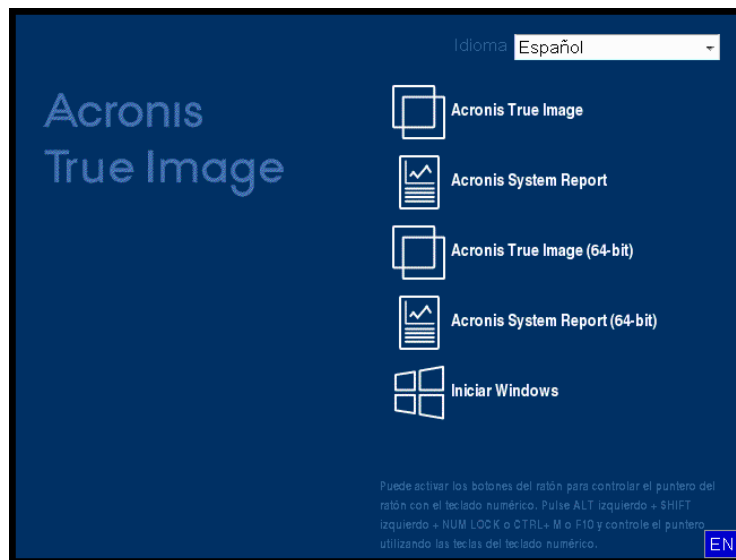 Idioma Español
Acronis
True Image
Acronis True Image
Acronis System Report
Acronis True Image (64-bit)
Acronis System Report (64-bit)
Iniciar Windows
Puede activar los botones del ratón para controlar el puntero del
ratón con el teclado numérico. Pulse ALT izquierdo + SHIFT
izquierdo + NUM LOCK o CTRL+ M o F10 y controle el puntero
utilizando las teclas del teclado numérico.
EN